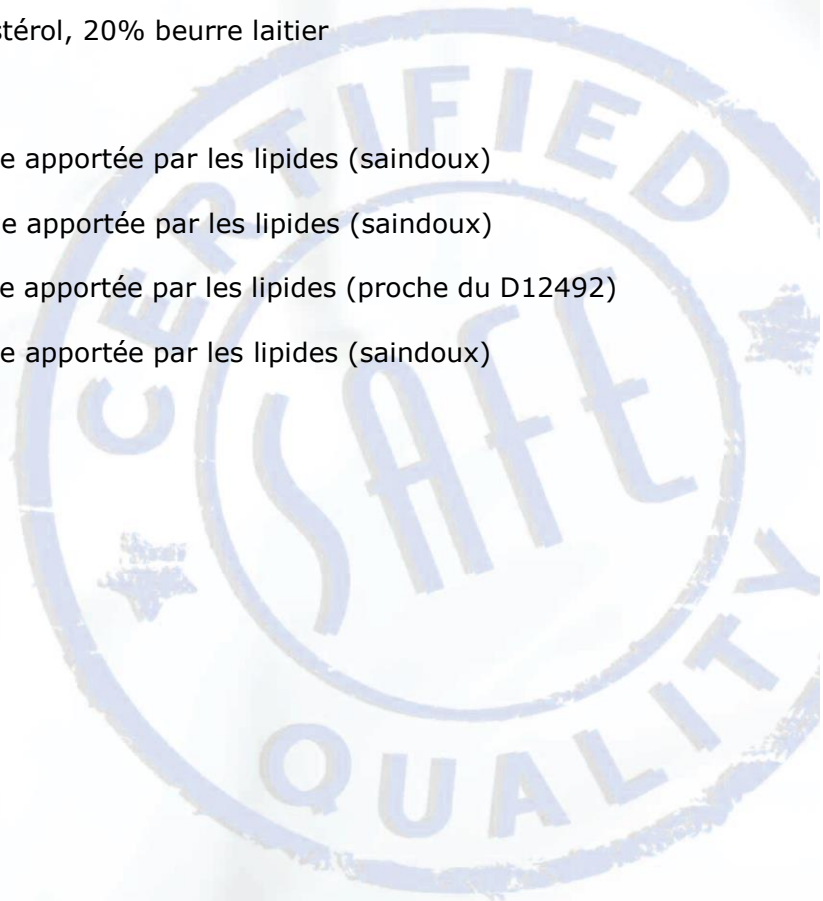 stérol, 20% beurre laitier
e apportée par les lipides (saindoux)
e apportée par les lipides (saindoux)
e apportée par les lipides (proche du D12492)
e apportée par les lipides (saindoux)
CERTIFIED
SAFE
QUALITY